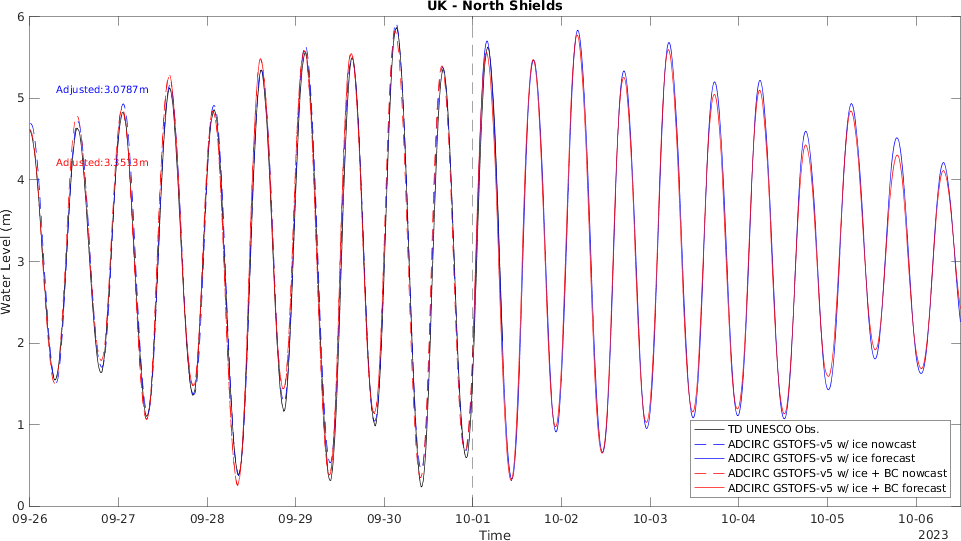 UK - North Shields
6
5
4
3
2
1
0
Water Level (m)
Adjusted:3.0787m
Adjusted:3.3513m
TD UNESCO Obs.
ADCIRC GSTOFS-v5 w/ ice nowcast
ADCIRC GSTOFS-v5 w/ ice forecast
ADCIRC GSTOFS-v5 w/ ice + BC nowcast
ADCIRC GSTOFS-v5 w/ ice + BC forecast
09-26 09-27 09-28 09-29 09-30 10-01 10-02 10-03 10-04 10-05 10-06
2023
Time